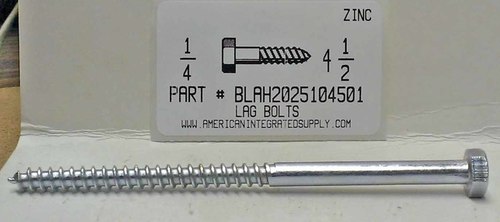 ZINC
1/4 4 1/2
PART # BLAH2025104501
LAG BOLTS
WWW.AMERICANINTEGRATEDSUPPLY.COM